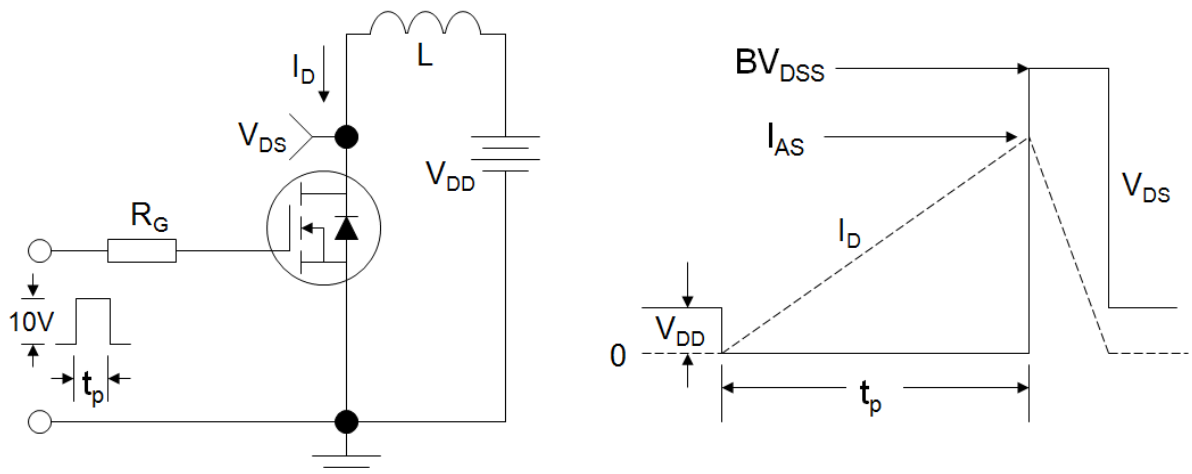 L
I_D
V_DS
V_DD
R_G
10V
t_p
BV_DSS
I_AS
V_DS
I_D
V_DD
0
t_p